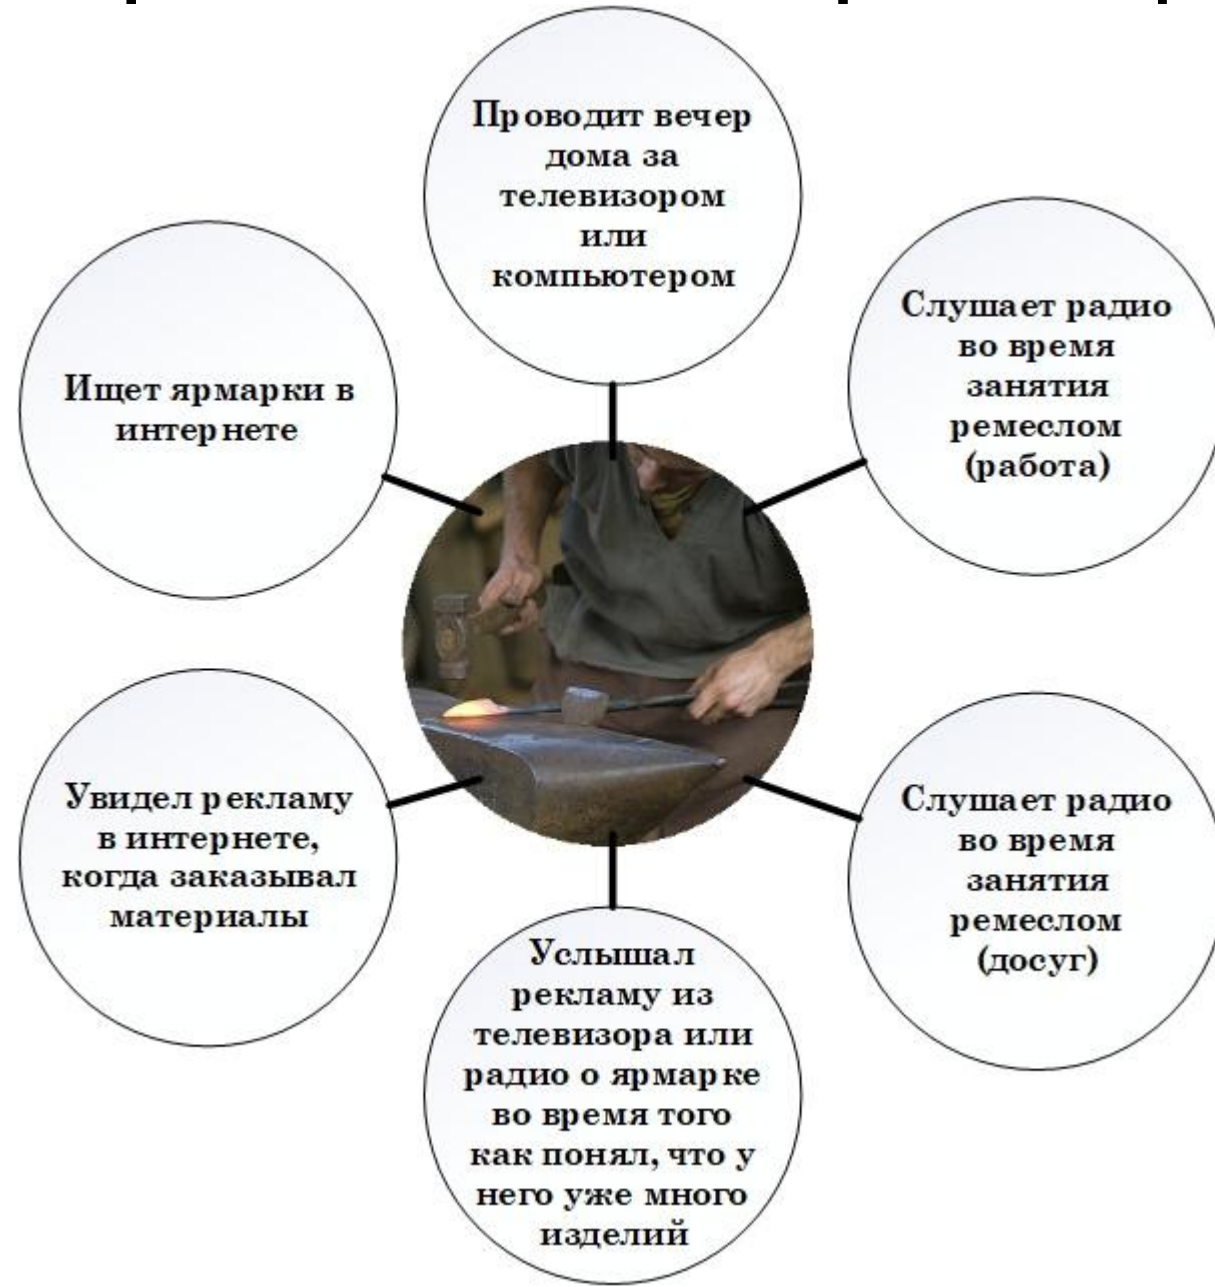 Проводит вечер
дома за
телевизором
или
компьютером
Слушает радио
во время
занятия
ремеслом
(работа)
Ищет ярмарки в
интернете
Увидел рекламу
в интернете,
когда заказывал
материалы
Слушает радио
во время
занятия
ремеслом
(досуг)
Услышал
рекламу из
телевизора или
радио о ярмарке
во время того
как понял, что у
него уже много
изделий